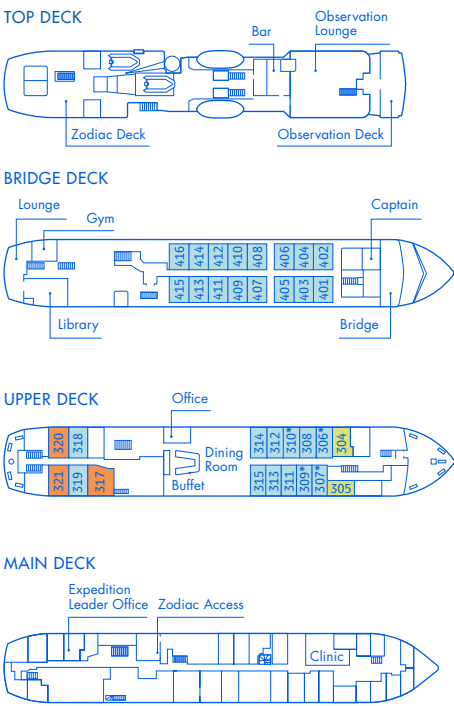 TOP DECK
Bar
Observation
Lounge
Zodiac Deck
Observation Deck
BRIDGE DECK
Lounge
Gym
Captain
416 414 412 410 408 406 404 402
415 413 411 409 407 405 403 401
Library
Bridge
UPPER DECK
Office
320 318
Dining
Room
314 312 310* 308 306* 304
321 319 317
Buffet
315 313 311 309* 307* 305
MAIN DECK
Expedition
Leader Office
Zodiac Access
Clinic